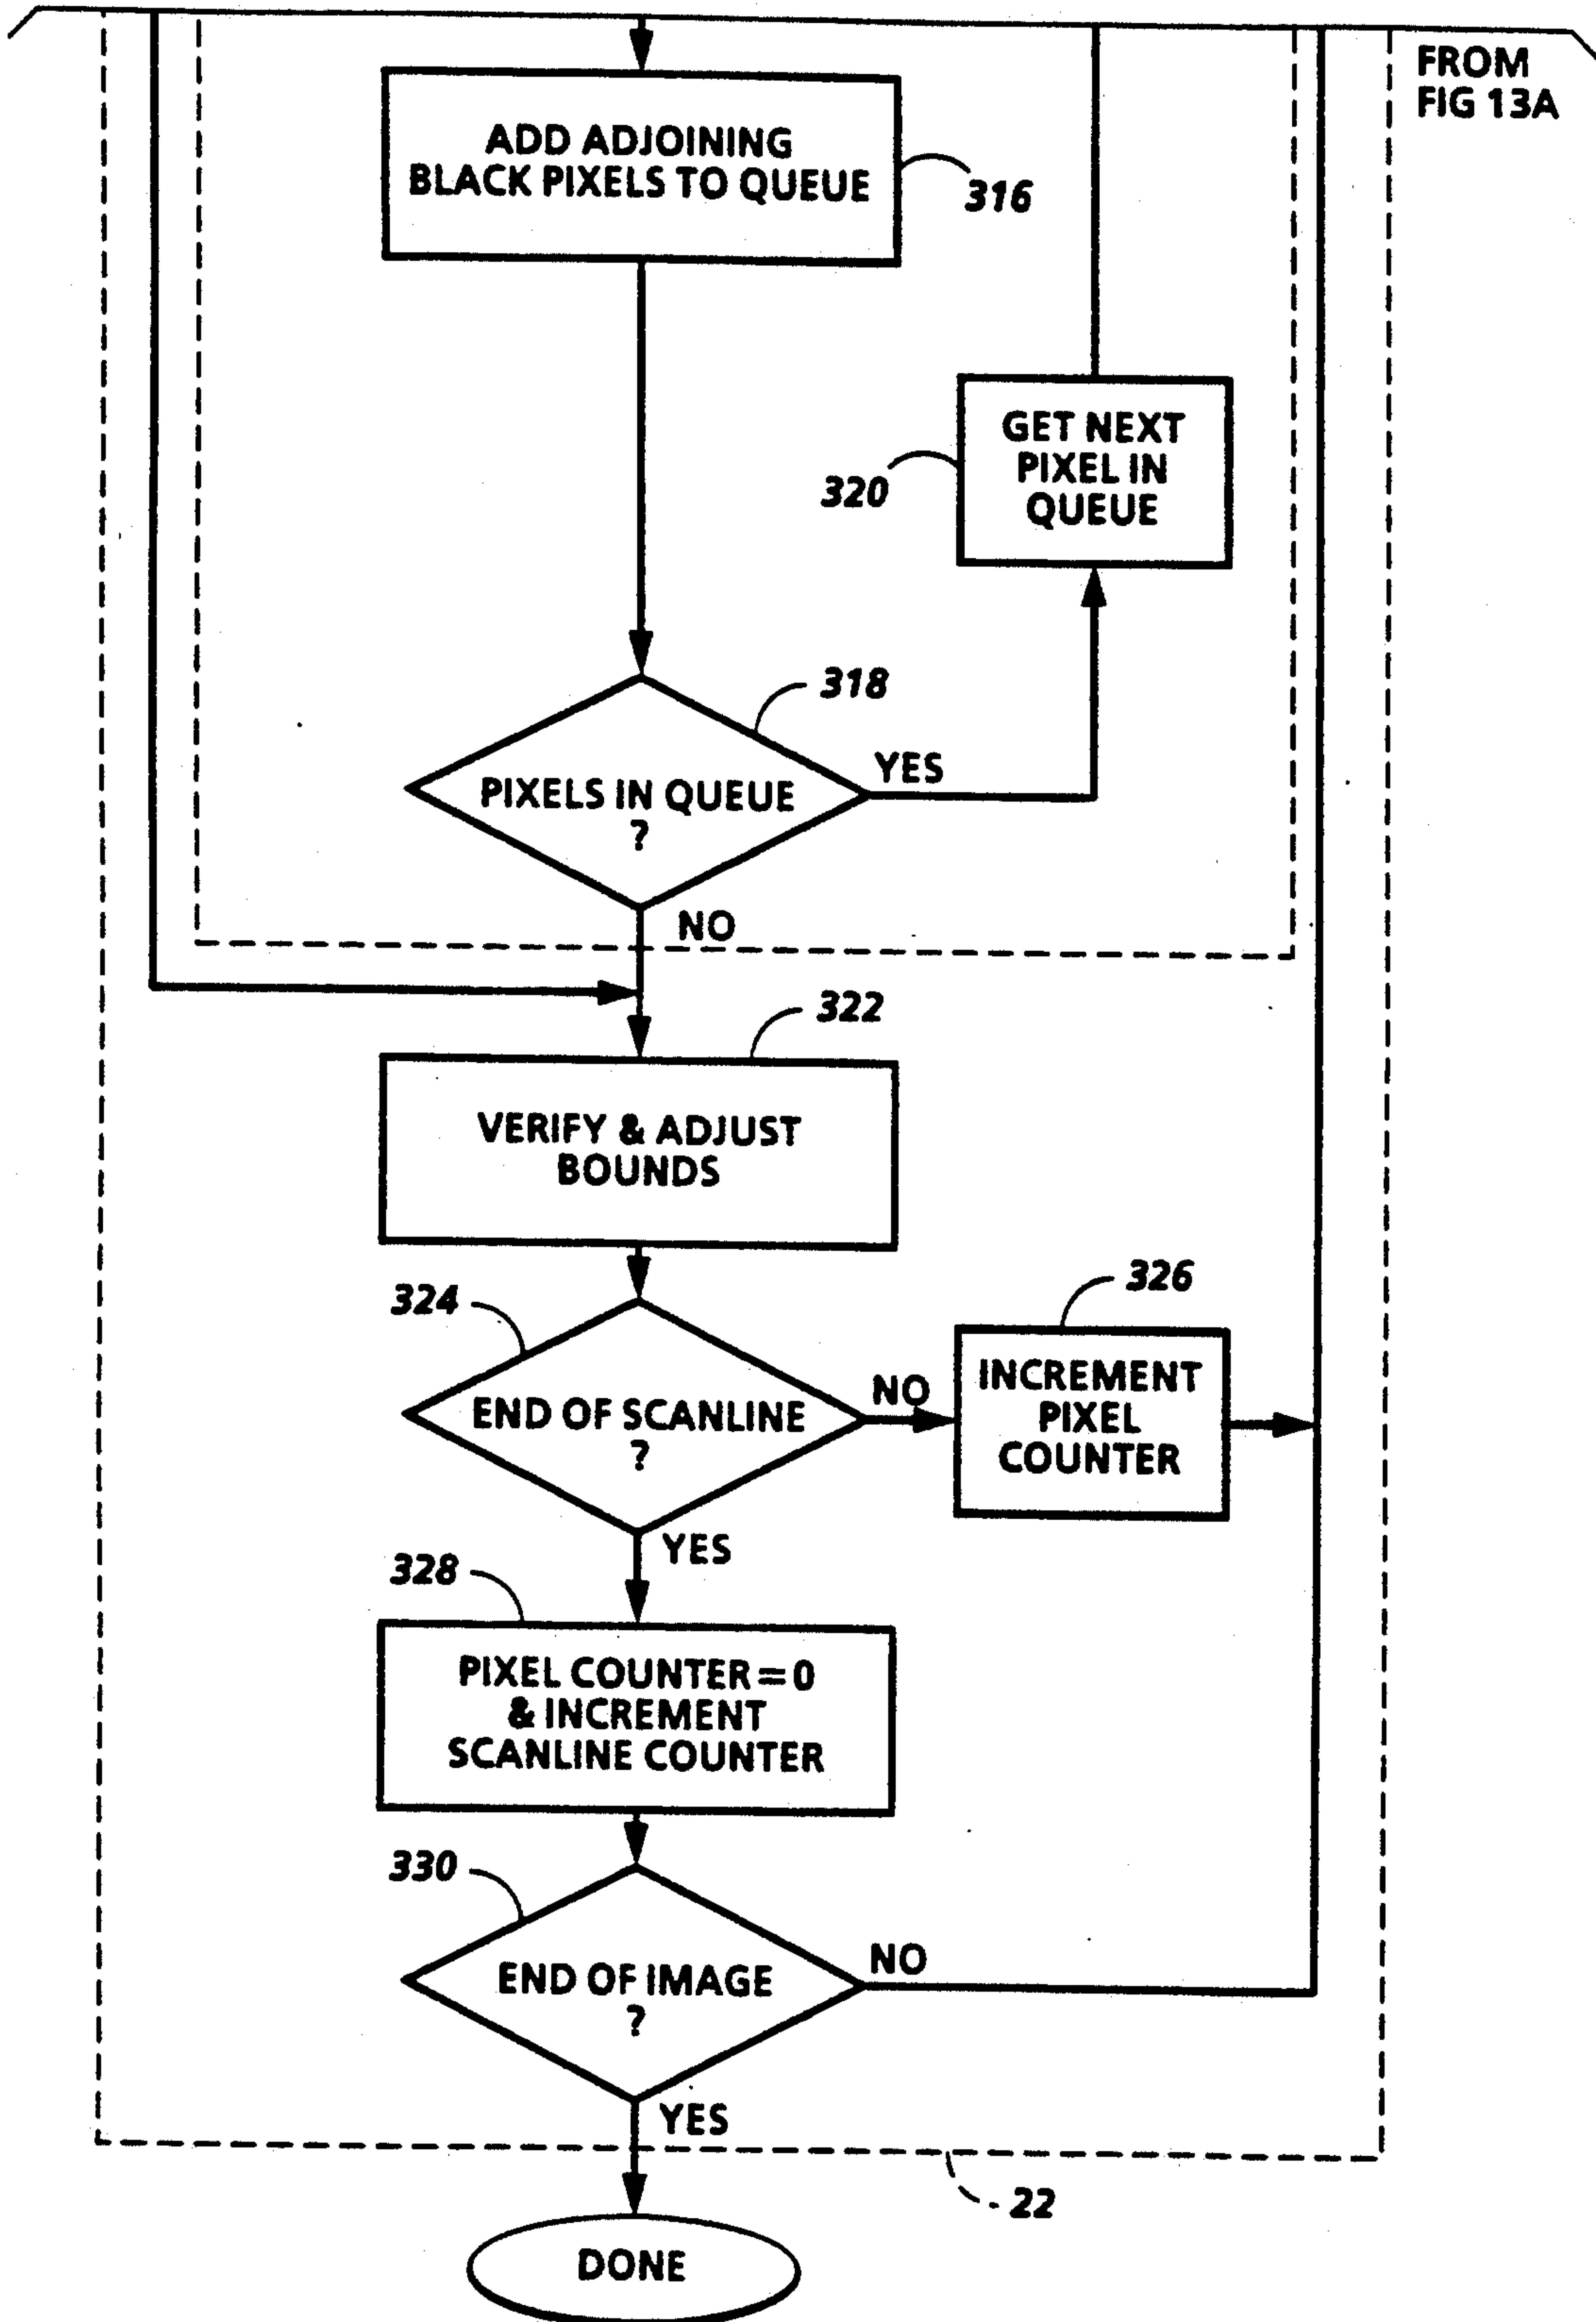 FROM
FIG 13A
ADD ADJOINING
BLACK PIXELS TO QUEUE
316
GET NEXT
PIXEL IN
QUEUE
320
318
PIXELS IN QUEUE
?
YES
NO
322
VERIFY & ADJUST
BOUNDS
324
END OF SCANLINE
?
NO
326
INCREMENT
PIXEL
COUNTER
YES
328
PIXEL COUNTER = 0
& INCREMENT
SCANLINE COUNTER
330
END OF IMAGE
?
NO
YES
22
DONE